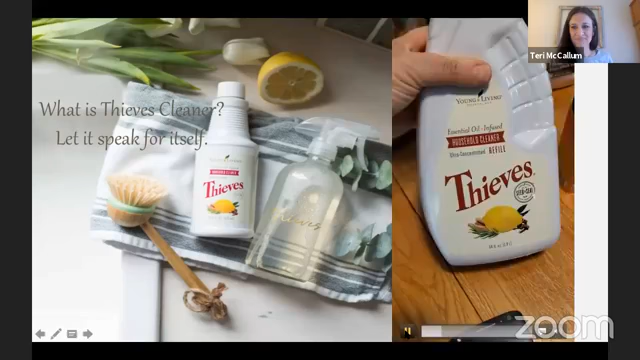 What is Thieves Cleaner?
Let it speak for itself.
Thieves
YOUNG LIVING
Essential Oil-Infused
HOUSEHOLD CLEANER
Ultra-Concentrated REFILL
Thieves
Teri McCallum
zoom